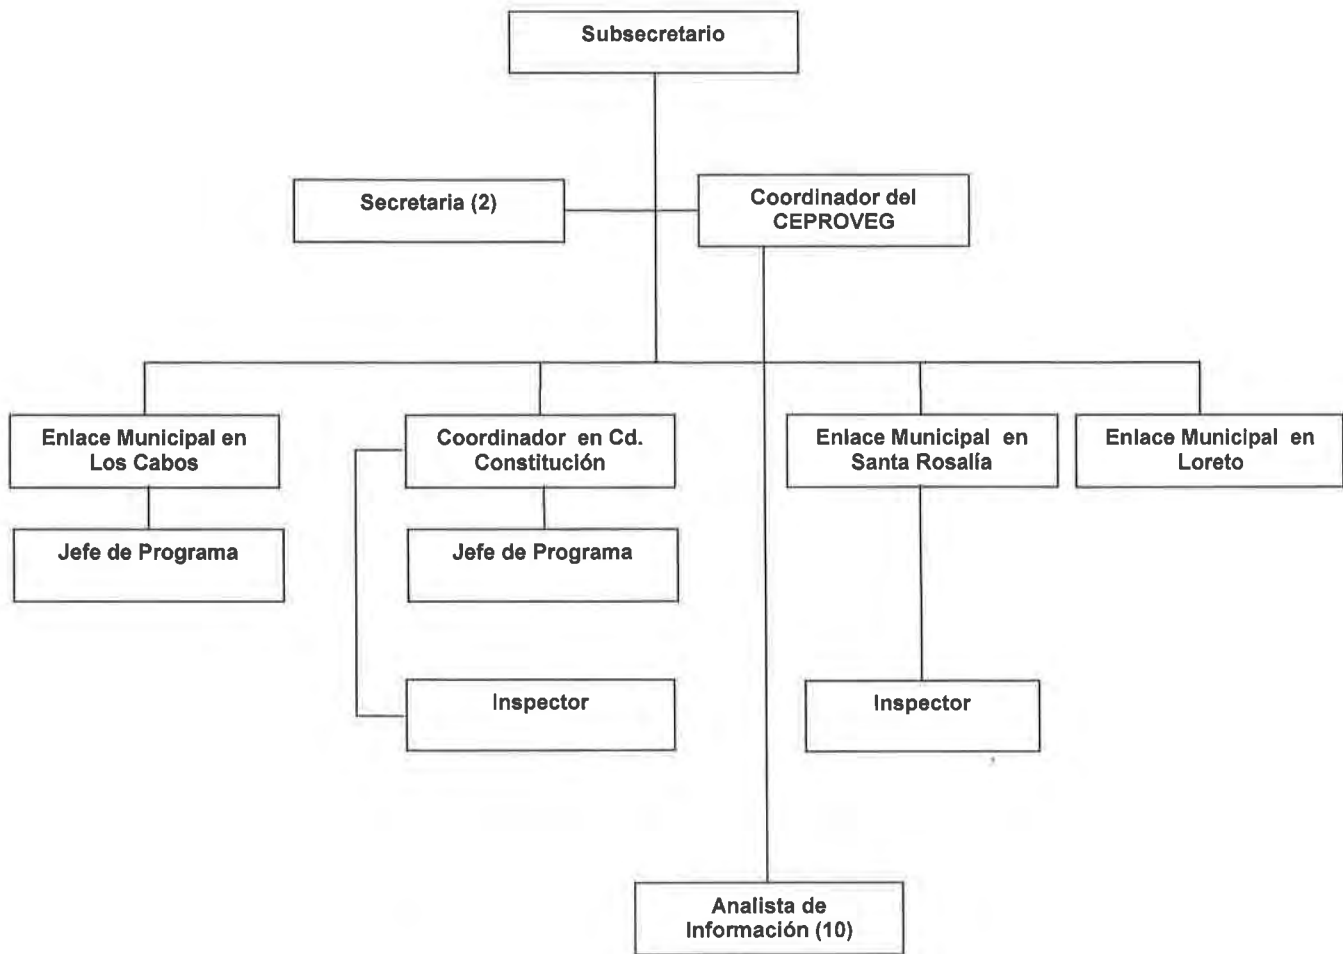 Subsecretario
Secretaria (2)
Coordinador del
CEPROVEG
Enlace Municipal en
Los Cabos
Coordinador en Cd.
Constitución
Enlace Municipal en
Santa Rosalía
Enlace Municipal en
Loreto
Jefe de Programa
Jefe de Programa
Inspector
Inspector
Analista de
Información (10)